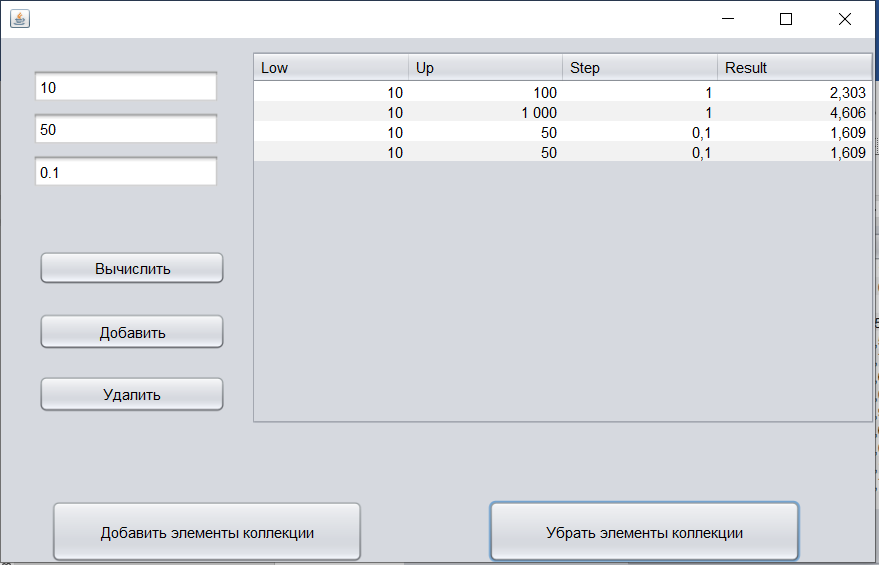 10
50
0.1
Вычислить
Добавить
Удалить
Low Up Step Result
10 100 1 2,303
10 1 000 1 4,606
10 50 0,1 1,609
10 50 0,1 1,609
Добавить элементы коллекции
Убрать элементы коллекции